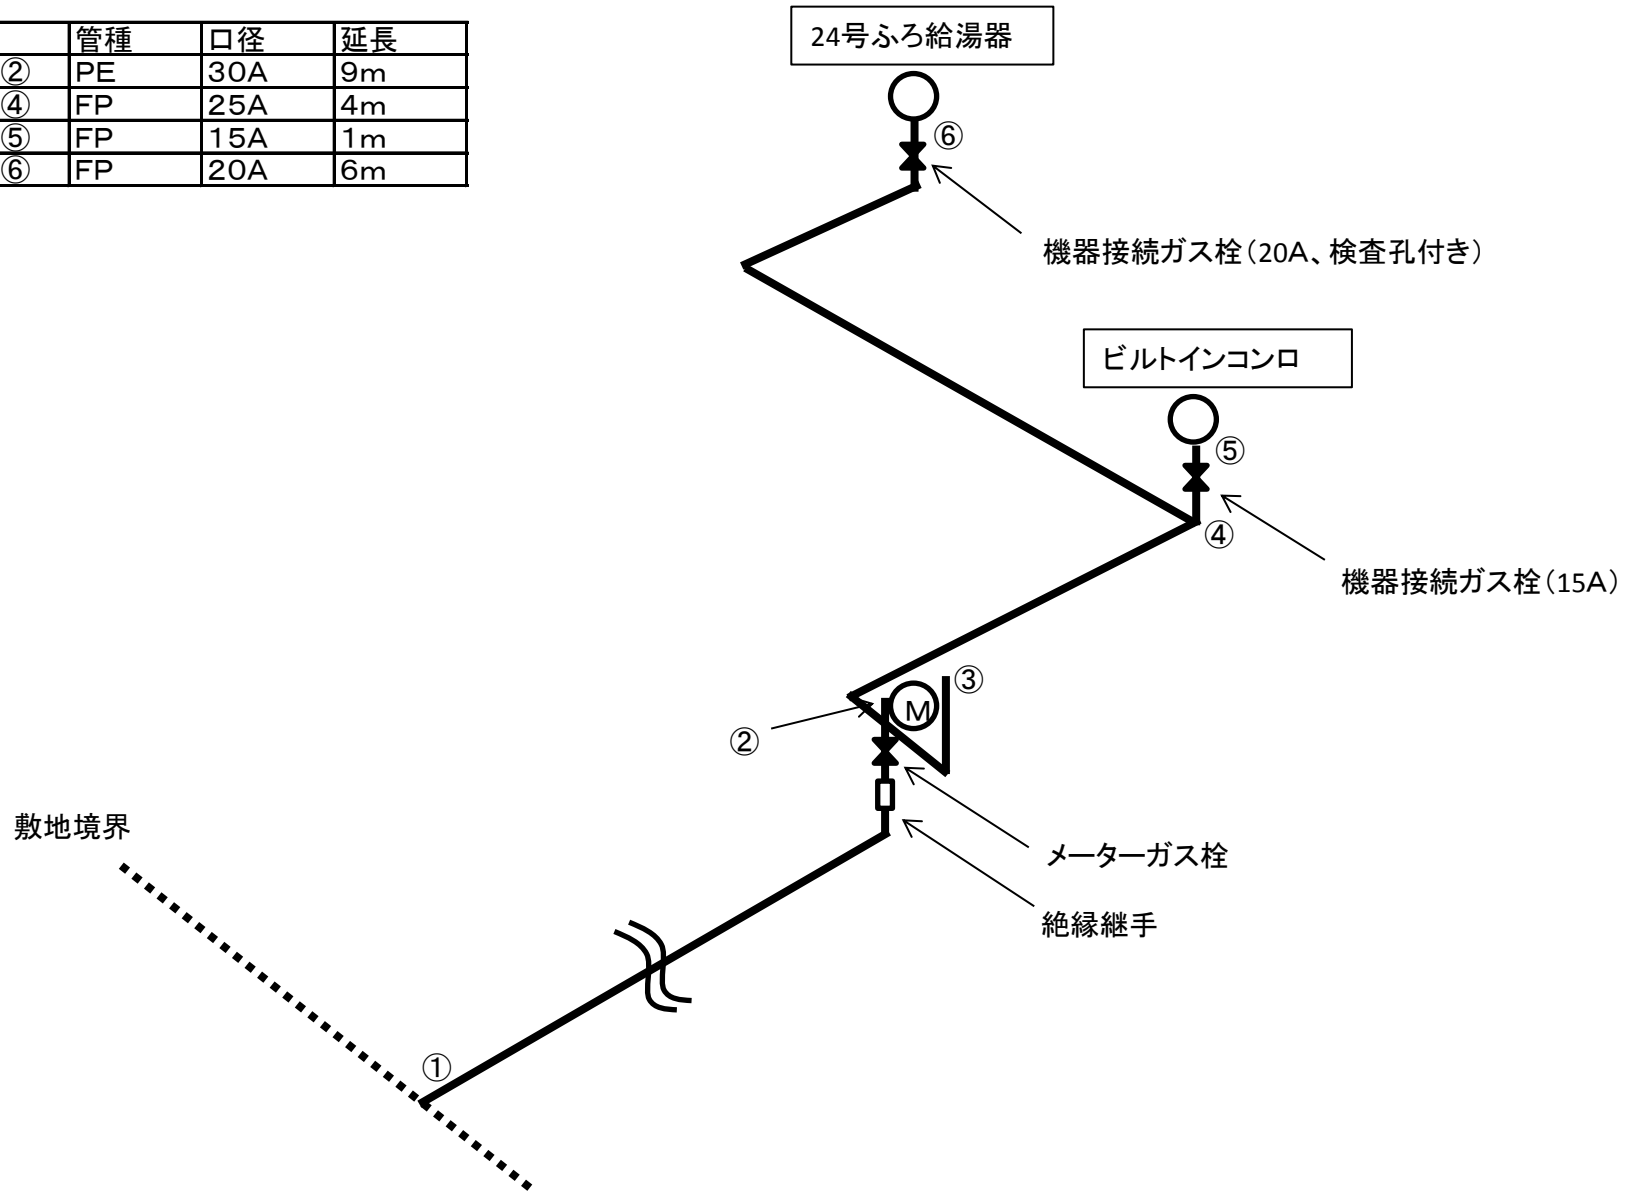 管種 口径 延長
② PE 30A 9m
④ FP 25A 4m
⑤ FP 15A 1m
⑥ FP 20A 6m
24号ふろ給湯器
⑥
機器接続ガス栓(20A、検査孔付き)
ビルトインコンロ
⑤
④
機器接続ガス栓(15A)
③
M
②
敷地境界
メーターガス栓
絶縁継手
①